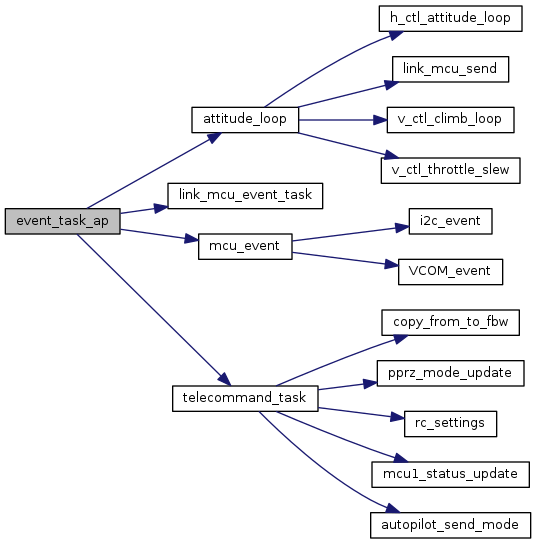 h_ctl_attitude_loop
link_mcu_send
attitude_loop
v_ctl_climb_loop
v_ctl_throttle_slew
link_mcu_event_task
event_task_ap
i2c_event
mcu_event
VCOM_event
copy_from_to_fbw
pprz_mode_update
telecommand_task
rc_settings
mcu1_status_update
autopilot_send_mode